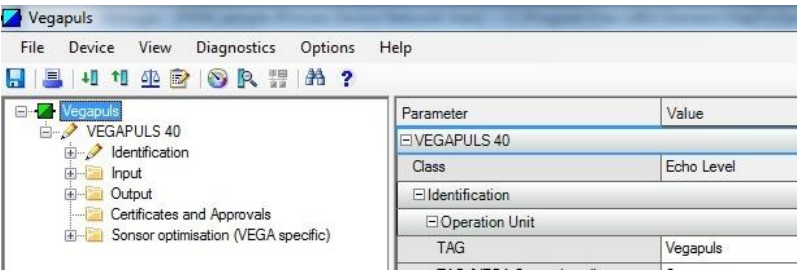 Vegapuls
File Device View Diagnostics Options Help
Vegapuls
VEGAPULS 40
Identification
Input
Output
Certificates and Approvals
Sonsor optimisation (VEGA specific)
Parameter Value
VEGAPULS 40
Class Echo Level
Identification
Operation Unit
TAG Vegapuls